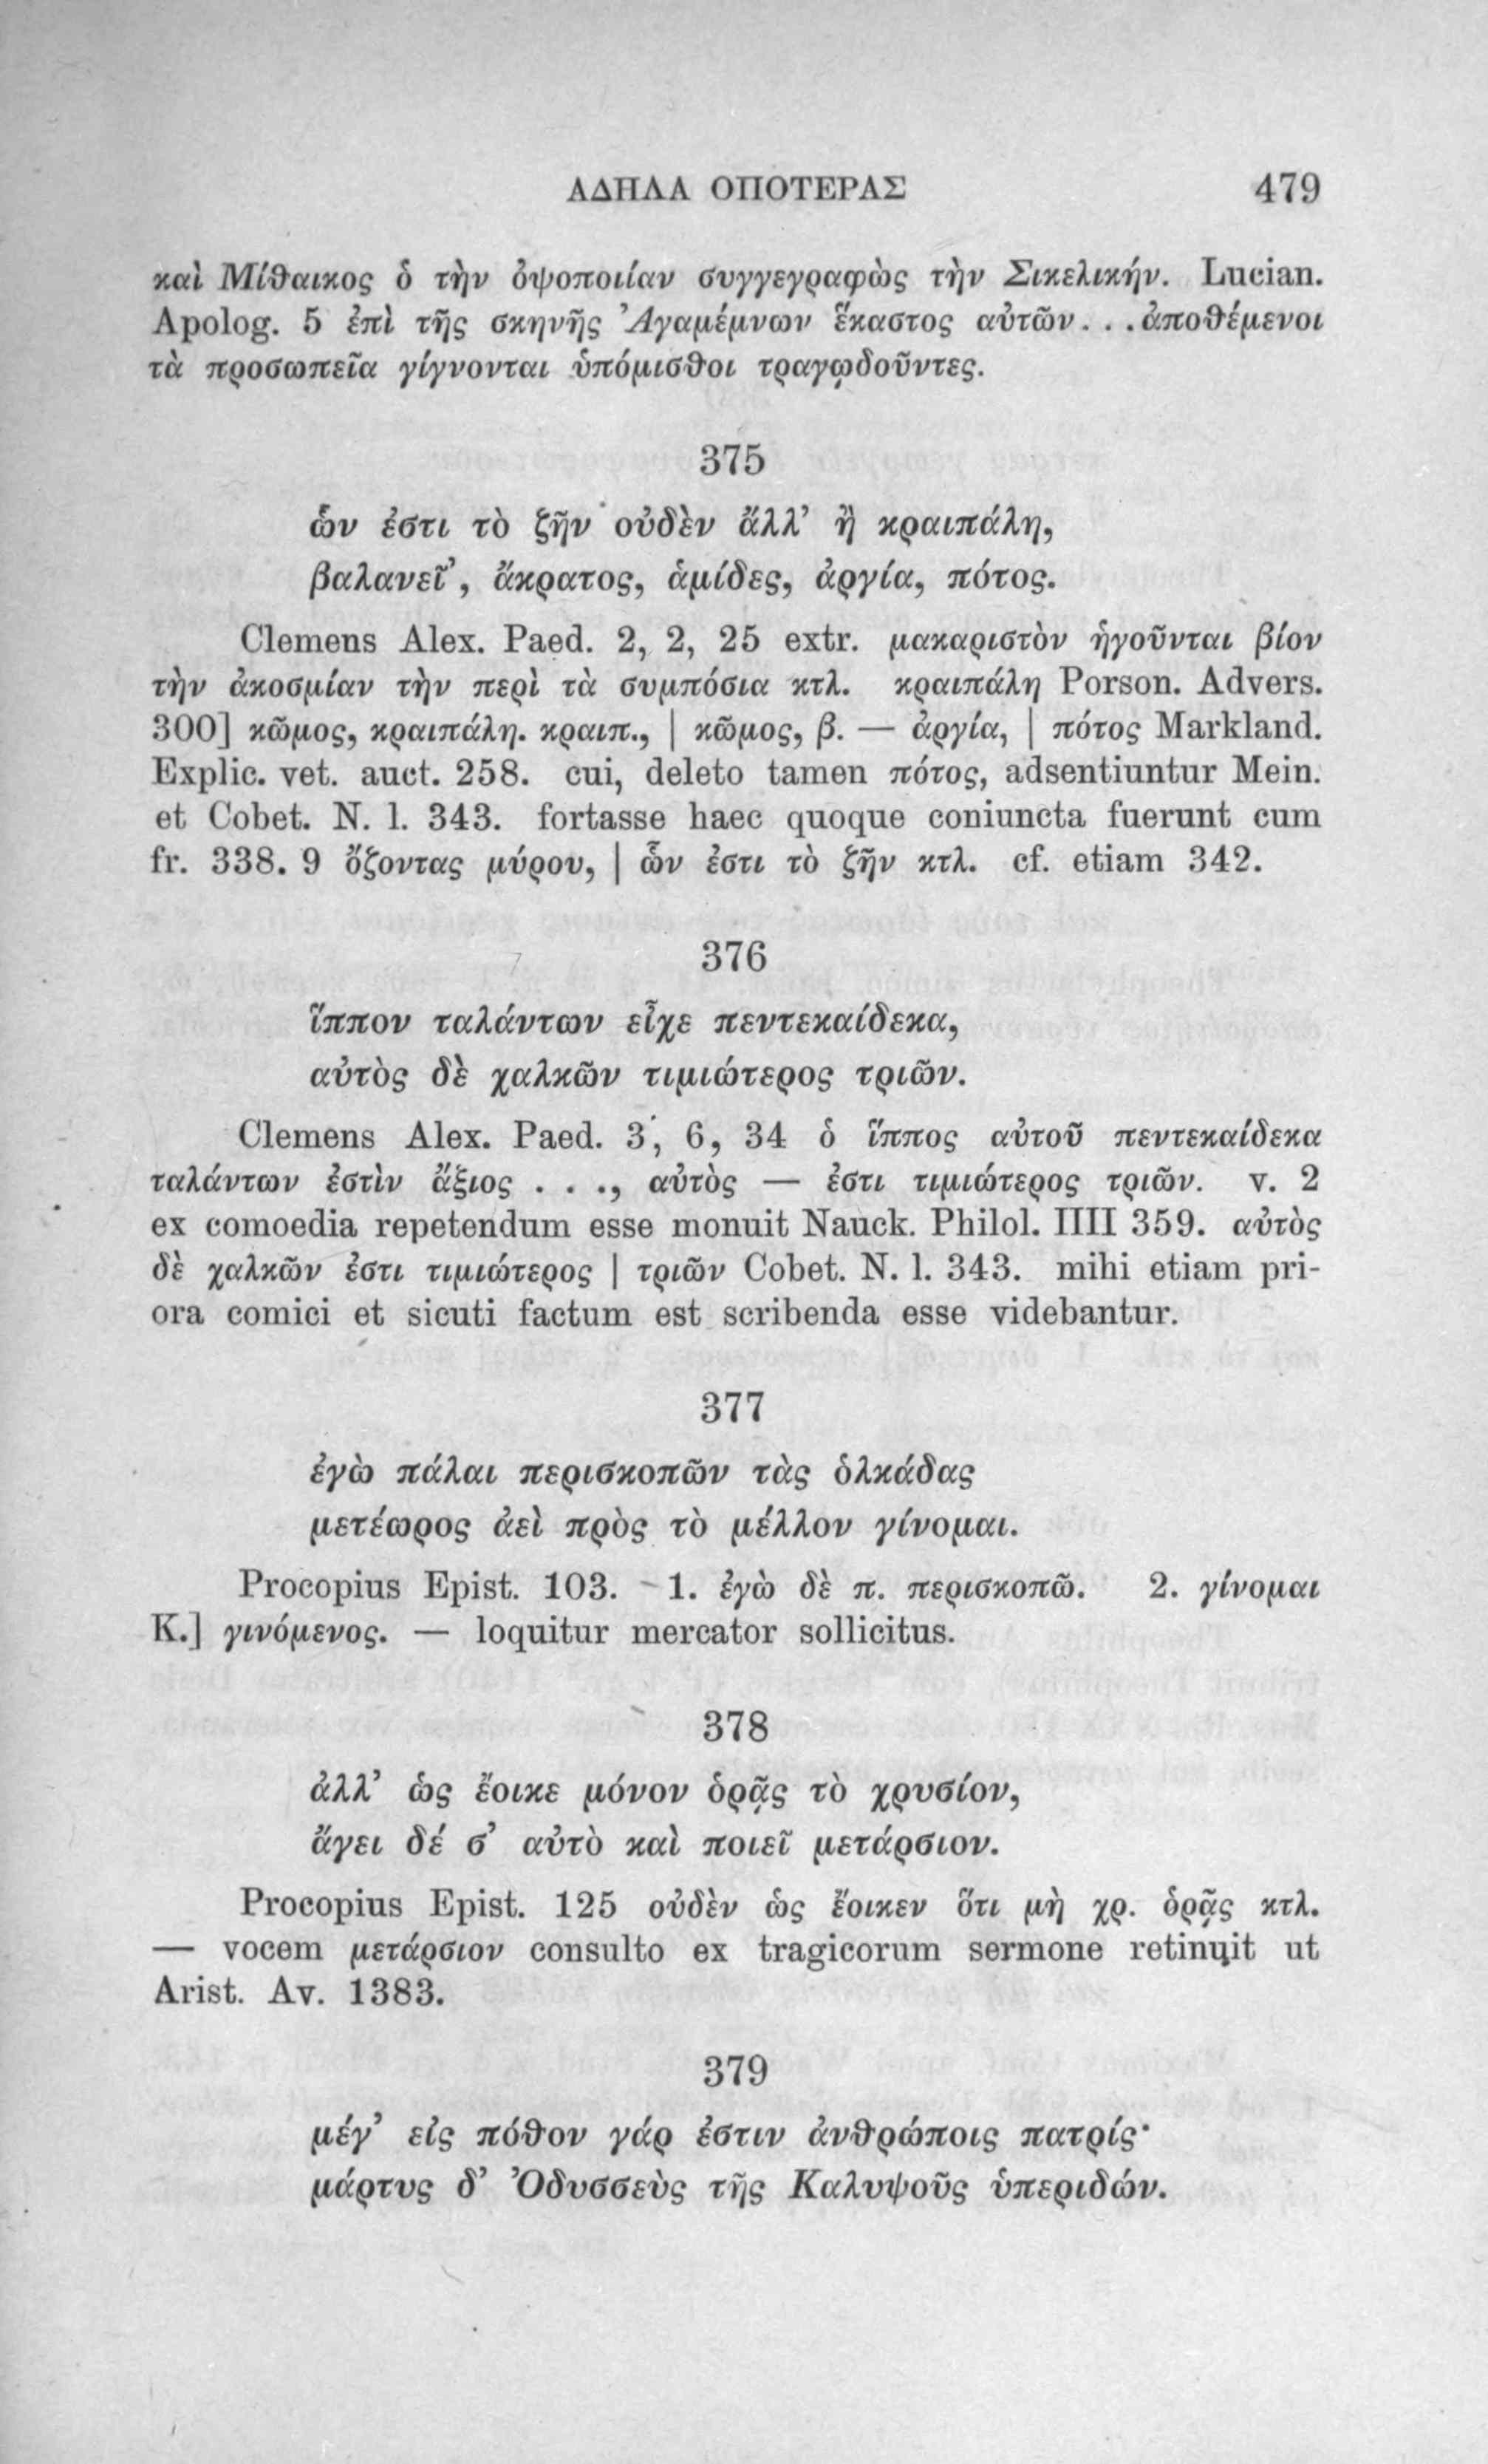 ΑΔΗΛΑ ΟΠΟΤΕΡΑΣ 479
καὶ Μίθαικος ὁ τὴν ὀψοποιίαν συγγεγραφὼς τὴν Σικελικήν. Lucian.
Apolog. 5 ἐπὶ τῆς σκηνῆς Ἀγαμέμνων ἕκαστος αὐτῶν . . . ἀποθέμενοι
τὰ προσωπεῖα γίγνονται ὑπόμισθοι τραγῳδοῦντες.
375
ὧν ἐστι τὸ ζῆν οὐδὲν ἄλλ’ ἢ κραιπάλη,
βαλανεῖ’, ἄκρατος, ἁμίδες, ἀργία, πότος.
Clemens Alex. Paed. 2, 2, 25 extr. μακαριστὸν ἡγοῦνται βίον
τὴν ἀκοσμίαν τὴν περὶ τὰ συμπόσια κτλ. κραιπάλη Porson. Advers.
300] κῶμος, κραιπάλη. κραιπ., | κῶμος, β. — ἀργία, | πότος Markland.
Explic. vet. auct. 258. cui, deleto tamen πότος, adsentiuntur Mein.
et Cobet. N. l. 343. fortasse haec quoque coniuncta fuerunt cum
fr. 338. 9 ὄζοντας μύρου, | ὧν ἐστι τὸ ζῆν κτλ. cf. etiam 342.
376
ἵππον ταλάντων εἶχε πεντεκαίδεκα,
αὐτὸς δὲ χαλκῶν τιμιώτερος τριῶν.
Clemens Alex. Paed. 3, 6, 34 ὁ ἵππος αὐτοῦ πεντεκαίδεκα
ταλάντων ἐστὶν ἄξιος . . ., αὐτὸς — ἐστι τιμιώτερος τριῶν. v. 2
ex comoedia repetendum esse monuit Nauck. Philol. IIII 359. αὐτὸς
δὲ χαλκῶν ἐστι τιμιώτερος | τριῶν Cobet. N. l. 343. mihi etiam pri-
ora comici et sicuti factum est scribenda esse videbantur.
377
ἐγὼ πάλαι περισκοπῶν τὰς ὁλκάδας
μετέωρος ἀεὶ πρὸς τὸ μέλλον γίνομαι.
Procopius Epist. 103. 1. ἐγὼ δὲ π. περισκοπῶ. 2. γίνομαι
K.] γινόμενος. — loquitur mercator sollicitus.
378
ἀλλ’ ὡς ἔοικε μόνον ὁρᾷς τὸ χρυσίον,
ἄγει δέ σ’ αὐτὸ καὶ ποιεῖ μετάρσιον.
Procopius Epist. 125 οὐδὲν ὡς ἔοικεν ὅτι μὴ χρ. ὁρᾷς κτλ.
— vocem μετάρσιον consulto ex tragicorum sermone retinuit ut
Arist. Av. 1383.
379
μέγ’ εἰς πόθον γάρ ἐστιν ἀνθρώποις πατρίς·
μάρτυς δ’ Ὀδυσσεὺς τῆς Καλυψοῦς ὑπεριδών.